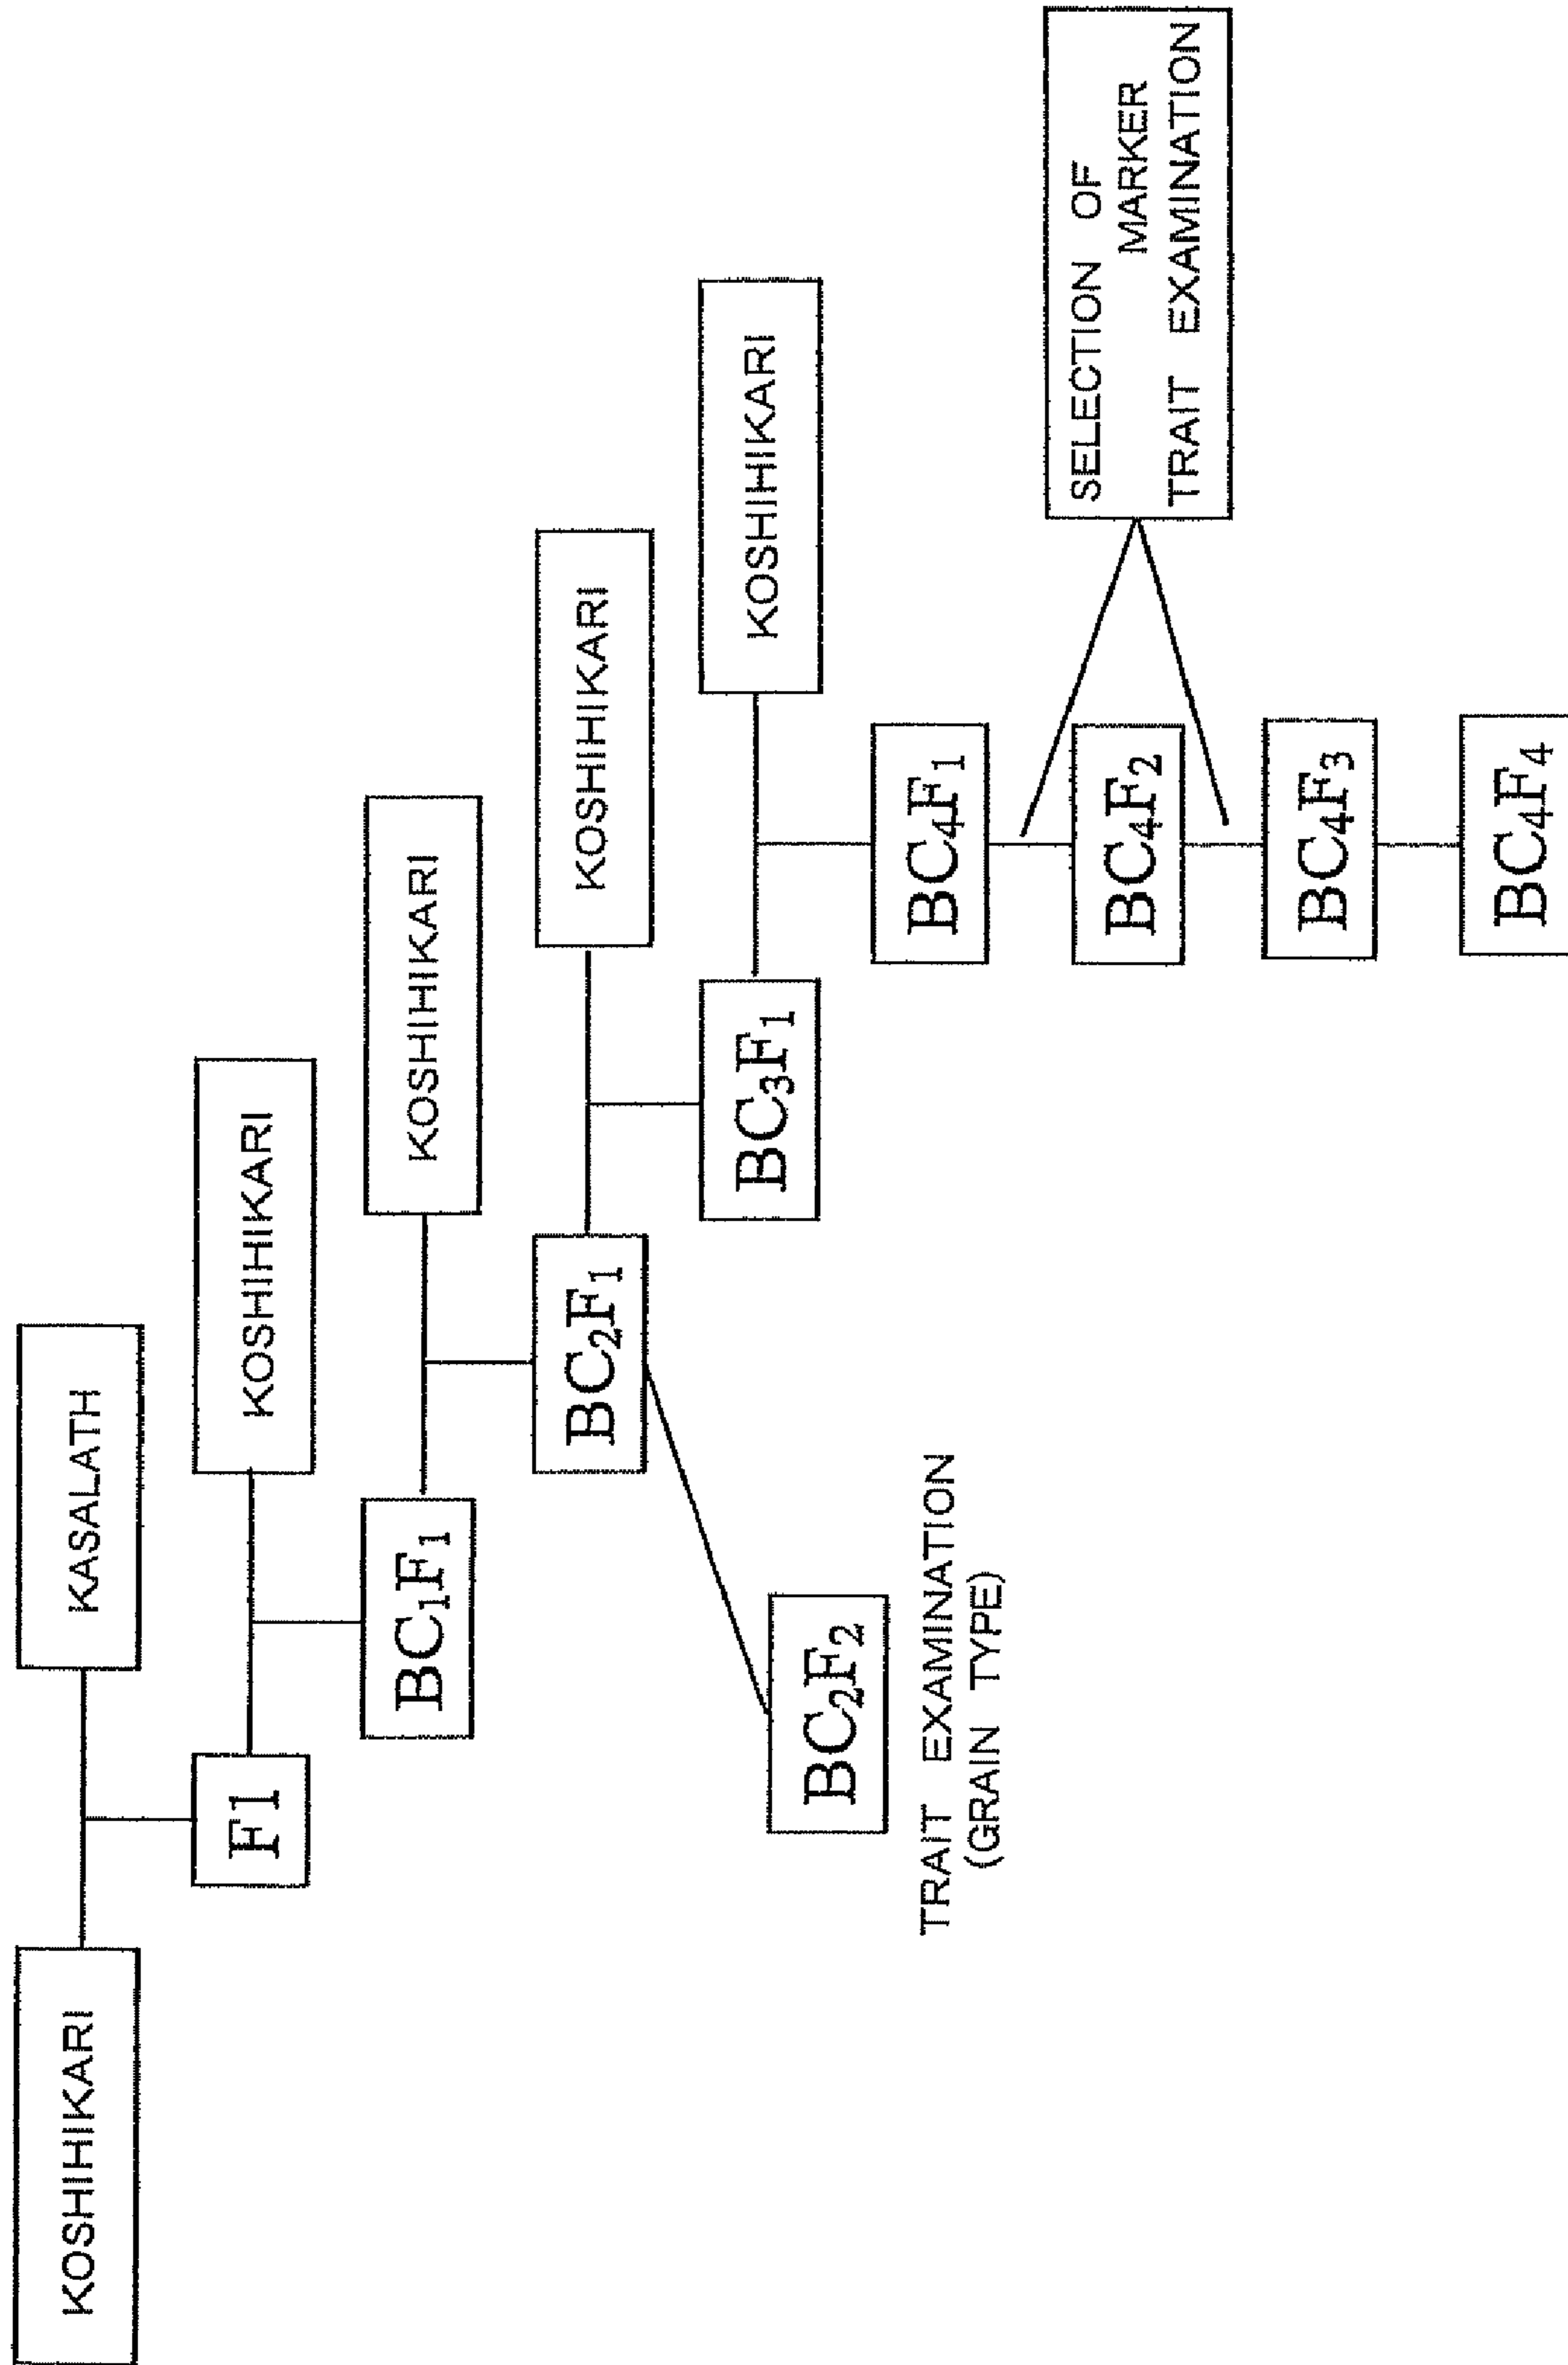 KOSHIHIKARI
KASALATH
F1
KOSHIHIKARI
BC₁F₁
KOSHIHIKARI
BC₂F₁
KOSHIHIKARI
BC₂F₂
TRAIT EXAMINATION
(GRAIN TYPE)
BC₃F₁
KOSHIHIKARI
BC₄F₁
SELECTION OF
MARKER
TRAIT EXAMINATION
BC₄F₂
BC₄F₃
BC₄F₄